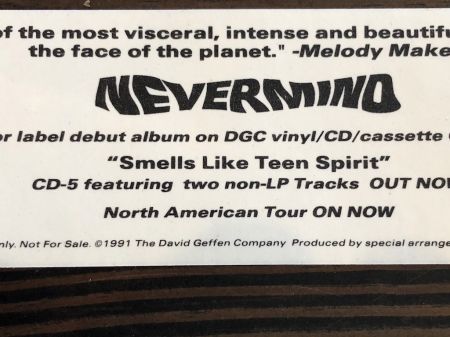 of the most visceral, intense and beautifu
the face of the planet." -Melody Make
NEVERMIND
or label debut album on DGC vinyl/CD/cassette
"Smells Like Teen Spirit"
CD-5 featuring two non-LP Tracks OUT NOW
North American Tour ON NOW
nly. Not For Sale. ©1991 The David Geffen Company Produced by special arrange